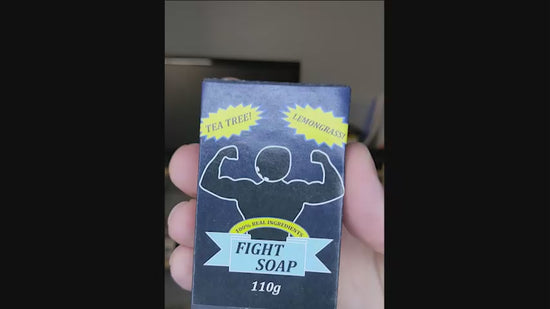 TEA TREE!
LEMONGRASS!
100% REAL INGREDIENTS
FIGHT
SOAP
110g